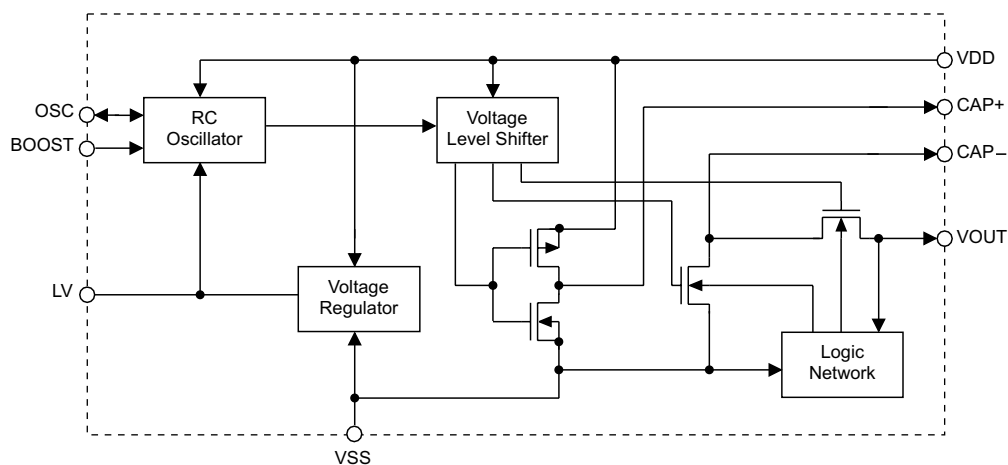 VDD
OSC
RC
Oscillator
Voltage
Level Shifter
CAP+
BOOST
CAP–
VOUT
LV
Voltage
Regulator
Logic
Network
VSS